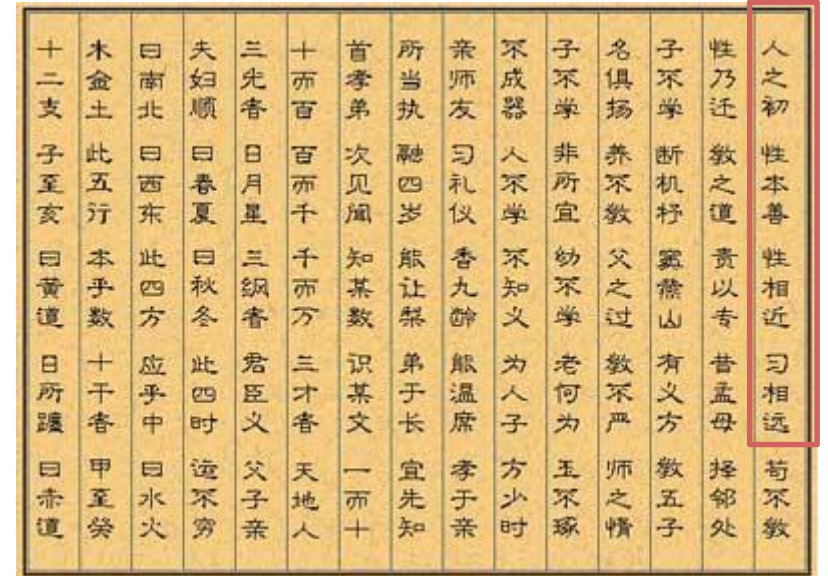 人之初 性本善 性相近 习相远 苟不教
性乃迁 教之道 贵以专 昔孟母 择邻处
子不学 断机杼 窦燕山 有义方 教五子
名俱扬 养不教 父之过 教不严 师之惰
子不学 非所宜 幼不学 老何为 玉不琢
不成器 人不学 不知义 为人子 方少时
亲师友 习礼仪 香九龄 能温席 孝于亲
所当执 融四岁 能让梨 弟于长 宜先知
首孝弟 次见闻 知某数 识某文 一而十
十而百 百而千 千而万 三才者 天地人
三光者 日月星 三纲者 君臣义 父子亲
夫妇顺 曰春夏 曰秋冬 此四时 运不穷
曰南北 曰西东 此四方 应乎中 曰水火
木金土 此五行 本乎数 十干者 甲至癸
十二支 子至亥 曰黄道 日所躔 曰赤道